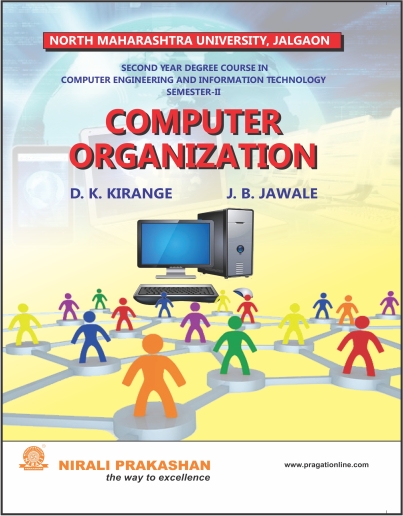 NORTH MAHARASHTRA UNIVERSITY, JALGAON
SECOND YEAR DEGREE COURSE IN
COMPUTER ENGINEERING AND INFORMATION TECHNOLOGY
SEMESTER-II
COMPUTER
ORGANIZATION
D. K. KIRANGE J. B. JAWALE
NIRALI PRAKASHAN
the way to excellence
www.pragationline.com